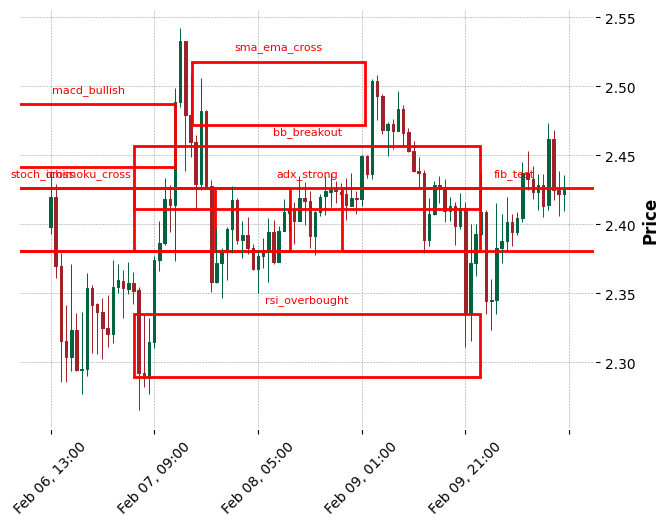 2.55
sma_ema_cross
2.50
macd_bullish
bb_breakout
2.45
adx_strong
fib_test
2.40
Price
2.35
rsi_overbought
2.30
Feb 06, 13:00
Feb 07, 09:00
Feb 08, 05:00
Feb 09, 01:00
Feb 09, 21:00